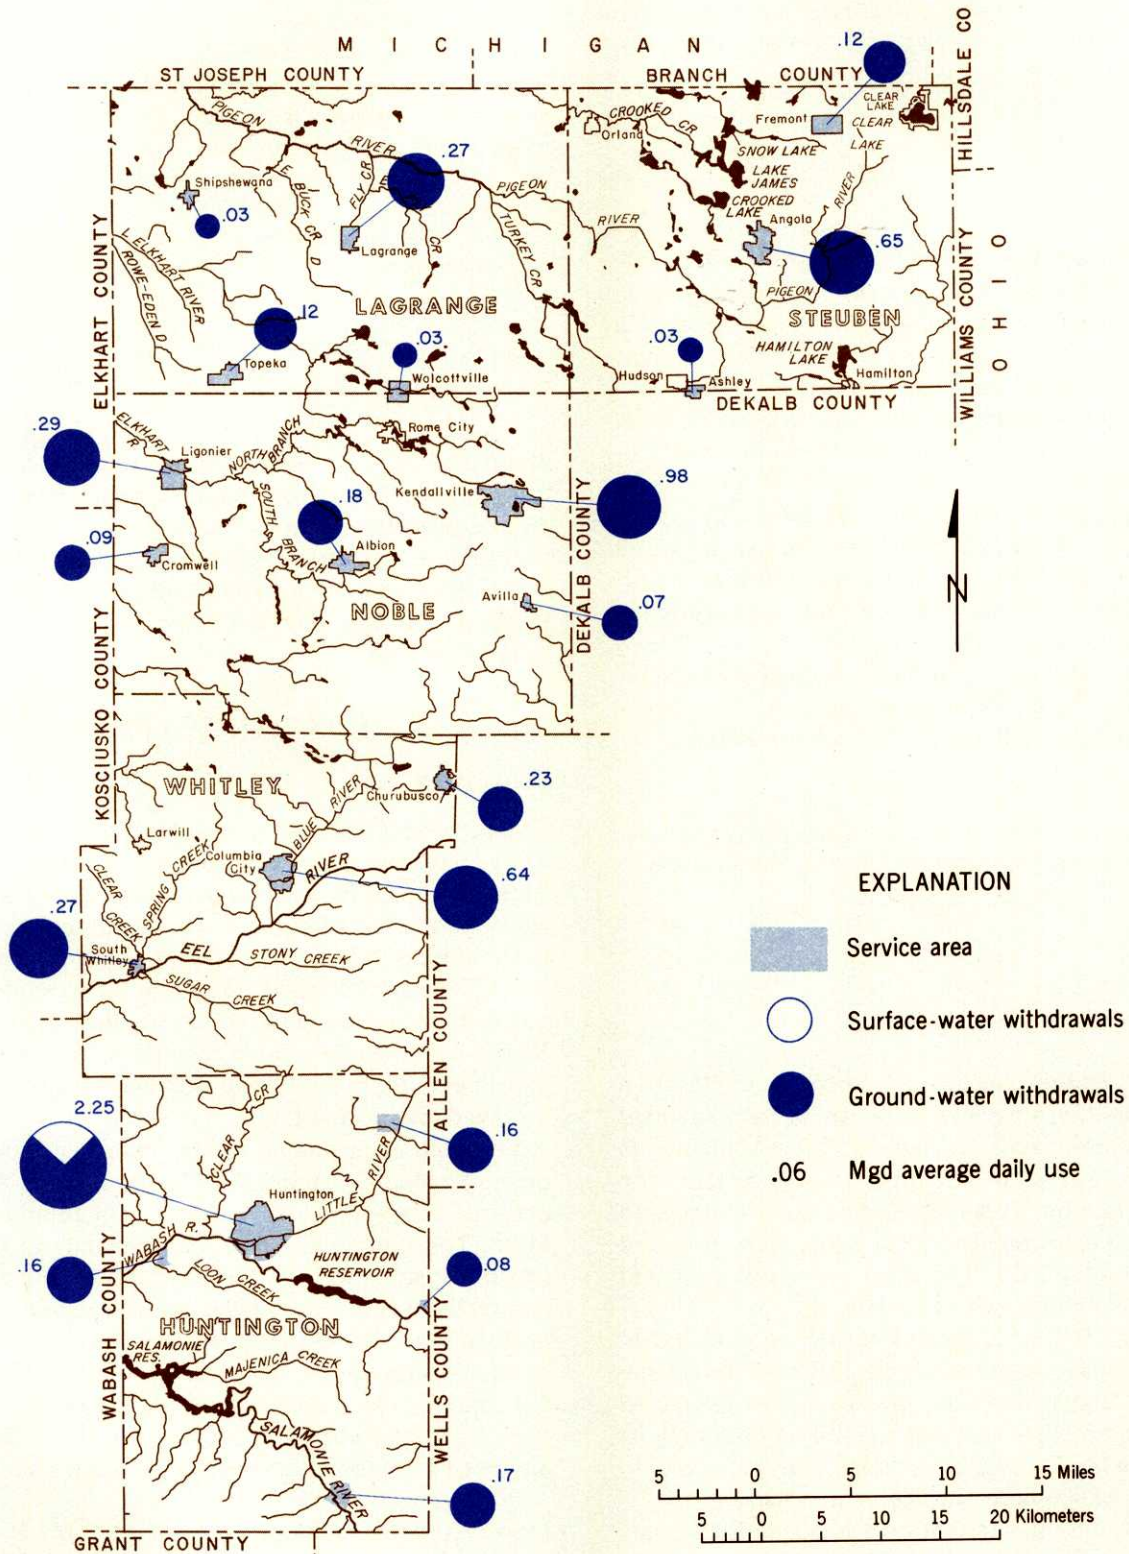 MICHIGAN
ST JOSEPH COUNTY
BRANCH COUNTY
HILLSDALE CO
.12
CLEAR LAKE
Fremont
CLEAR LAKE
CROOKED CR
Orland
SNOW LAKE
LAKE JAMES
CROOKED LAKE
PIGEON RIVER
.27
Shipshewana
.03
E. FLY CR
BUCK CR D
Lagrange
CR
TURKEY CR
PIGEON RIVER
Angola
RIVER
.65
PIGEON
ELKHART COUNTY
L. ELKHART RIVER
ROWE-EDEN D.
LAGRANGE
STEUBEN
WILLIAMS COUNTY
OHIO
.12
Topeka
.03
Wolcottville
.03
HAMILTON LAKE
Hudson
Ashley
Hamilton
DEKALB COUNTY
.29
ELKHART R
Ligonier
NORTH BRANCH
Rome City
SOUTH BRANCH
.18
Kendallville
.98
.09
Cromwell
Albion
NOBLE
Avilla
.07
DEKALB COUNTY
N
KOSCIUSKO COUNTY
WHITLEY
Churubusco
.23
BLUE RIVER
Larwill
Columbia City
.64
CLEAR CREEK
SPRING CREEK
RIVER
.27
South Whitley
EEL
STONY CREEK
SUGAR CREEK
ALLEN COUNTY
2.25
CLEAR CR
.16
Huntington
LITTLE RIVER
WABASH R.
.16
LOON CREEK
HUNTINGTON RESERVOIR
.08
WABASH COUNTY
HUNTINGTON
SALAMONIE RES.
MAJENICA CREEK
WELLS COUNTY
SALAMONIE RIVER
.17
GRANT COUNTY
EXPLANATION
Service area
Surface-water withdrawals
Ground-water withdrawals
.06 Mgd average daily use
5 0 5 10 15 Miles
5 0 5 10 15 20 Kilometers